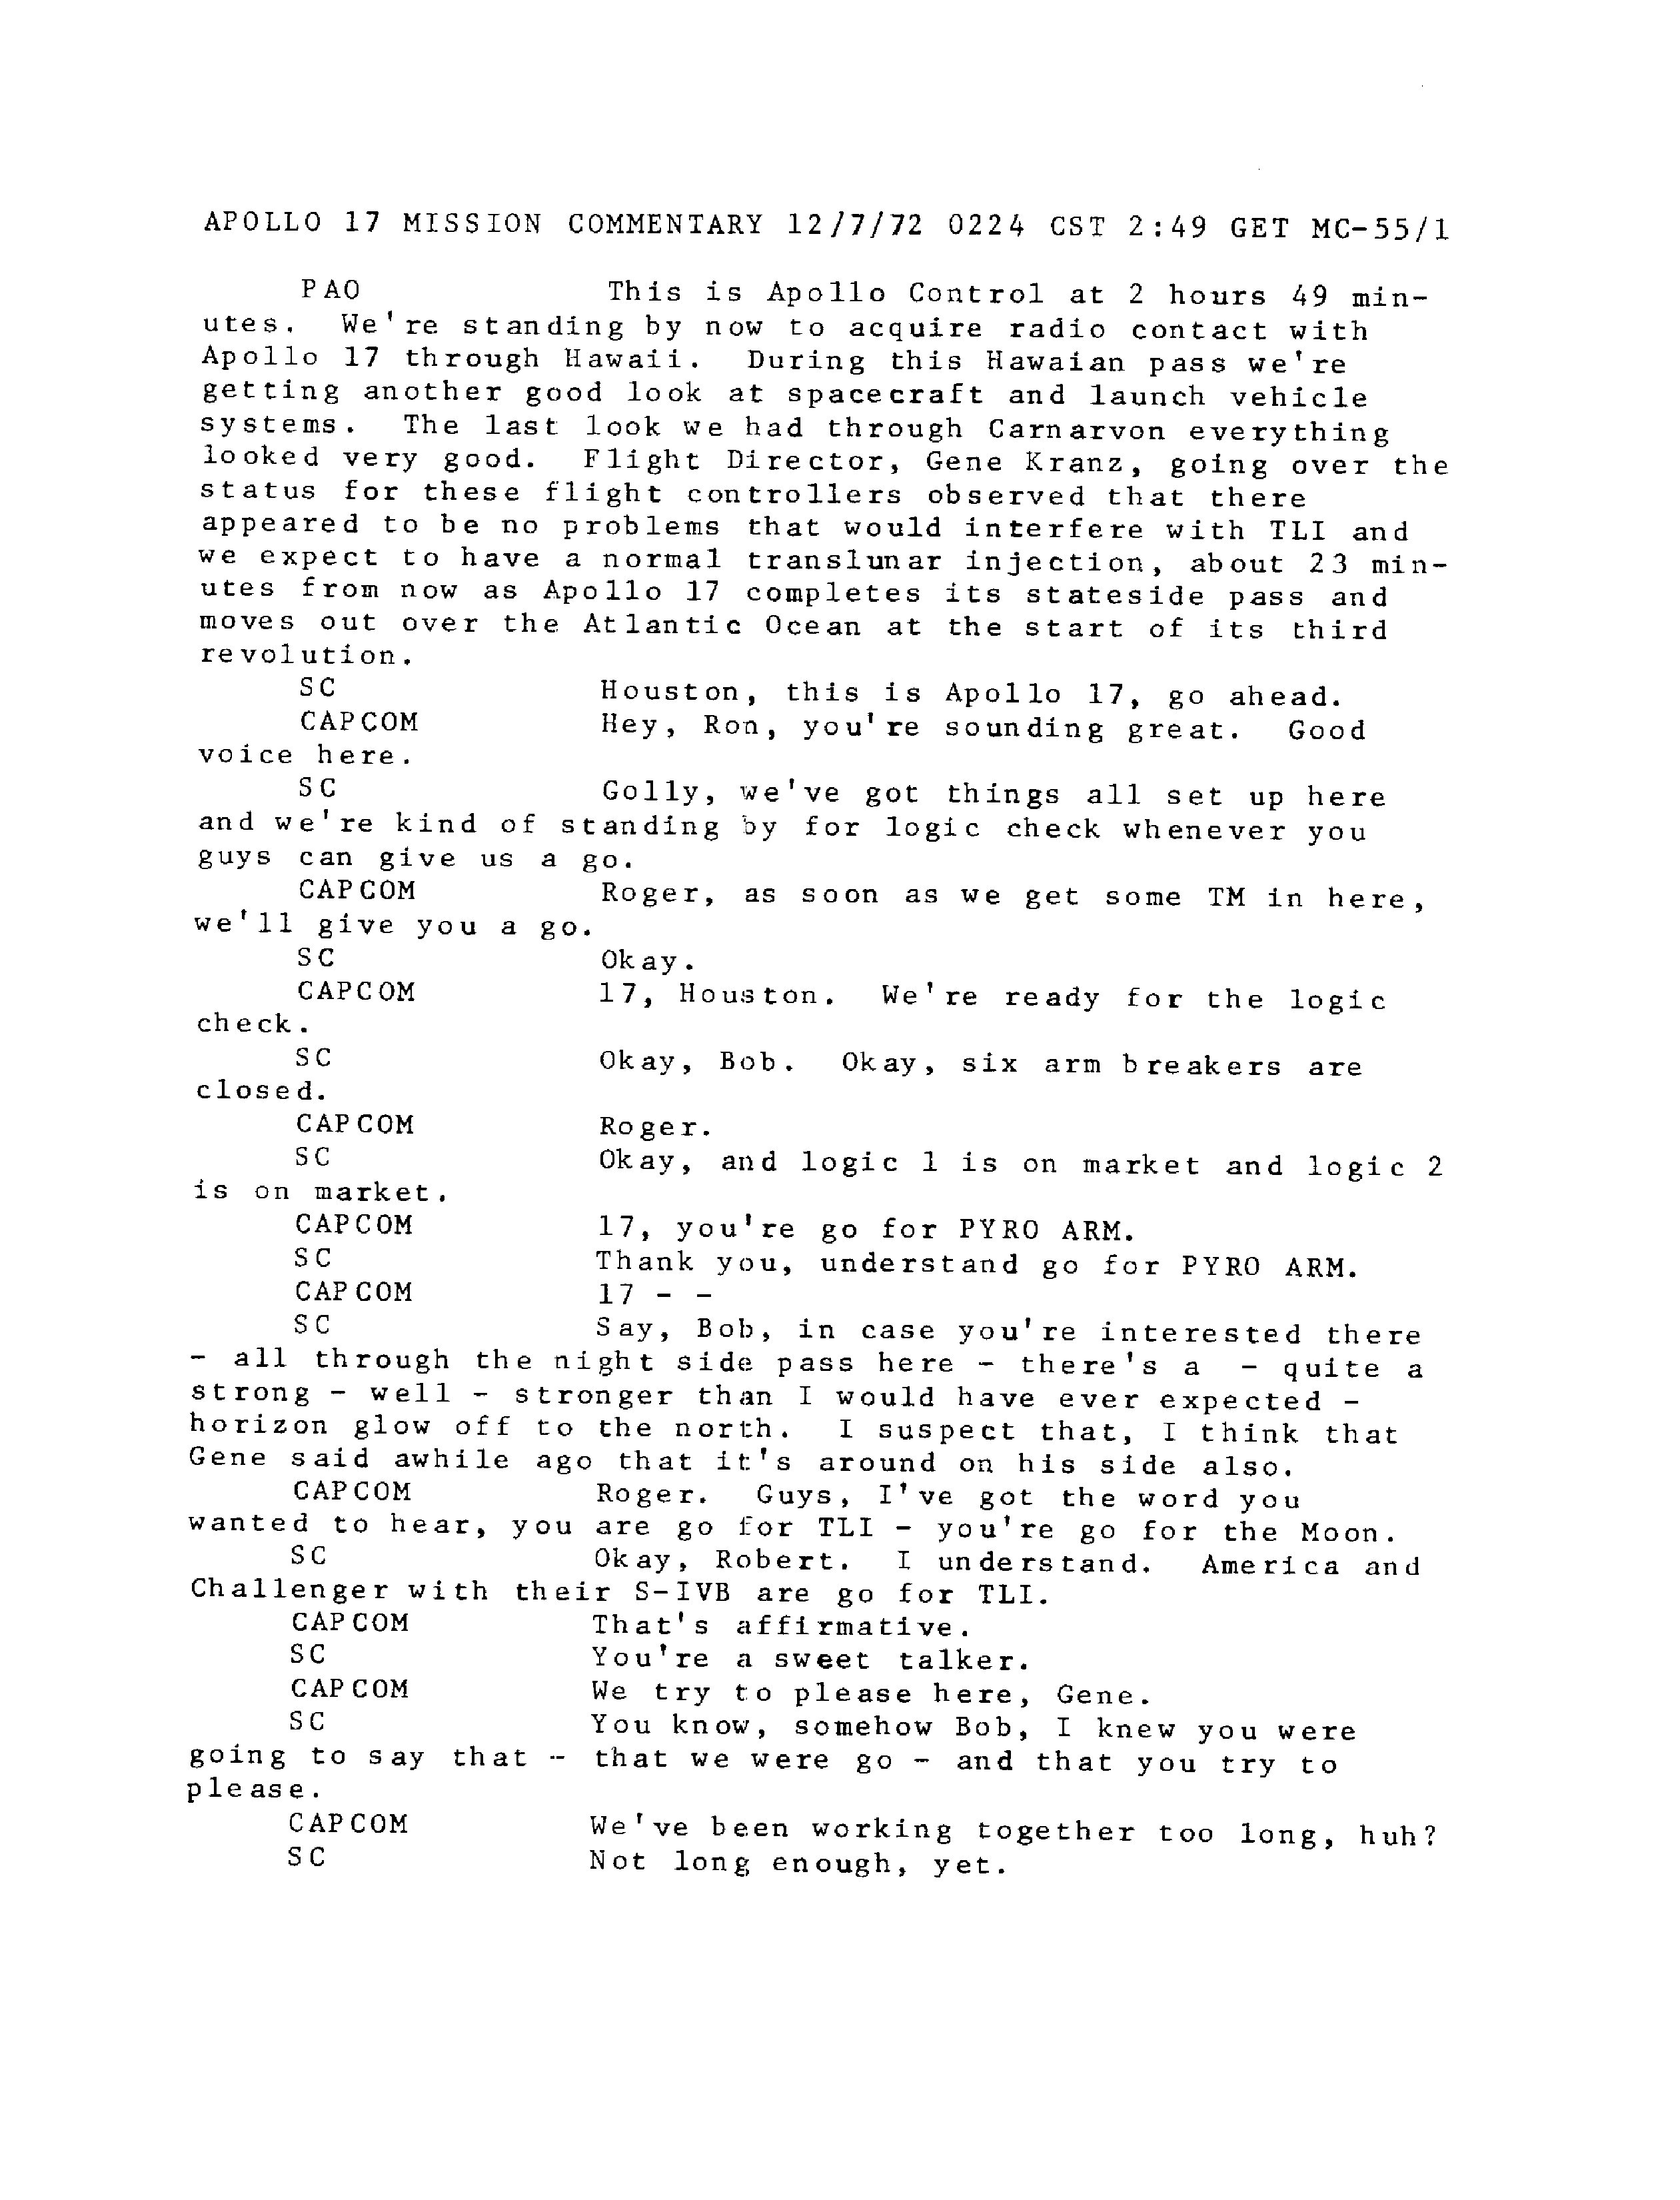 APOLLO 17 MISSION COMMENTARY 12/7/72 0224 CST 2:49 GET MC-55/1
PAO This is Apollo Control at 2 hours 49 min-
utes. We're standing by now to acquire radio contact with
Apollo 17 through Hawaii. During this Hawaian pass we're
getting another good look at spacecraft and launch vehicle
systems. The last look we had through Carnarvon everything
looked very good. Flight Director, Gene Kranz, going over the
status for these flight controllers observed that there
appeared to be no problems that would interfere with TLI and
we expect to have a normal translunar injection, about 23 min-
utes from now as Apollo 17 completes its stateside pass and
moves out over the Atlantic Ocean at the start of its third
revolution.
SC Houston, this is Apollo 17, go ahead.
CAPCOM Hey, Ron, you're sounding great. Good
voice here.
SC Golly, we've got things all set up here
and we're kind of standing by for logic check whenever you
guys can give us a go.
CAPCOM Roger, as soon as we get some TM in here,
we'll give you a go.
SC Okay.
CAPCOM 17, Houston. We're ready for the logic
check.
SC Okay, Bob. Okay, six arm breakers are
closed.
CAPCOM Roger.
SC Okay, and logic 1 is on market and logic 2
is on market.
CAPCOM 17, you're go for PYRO ARM.
SC Thank you, understand go for PYRO ARM.
CAPCOM 17 - -
SC Say, Bob, in case you're interested there
- all through the night side pass here - there's a - quite a
strong - well - stronger than I would have ever expected -
horizon glow off to the north. I suspect that, I think that
Gene said awhile ago that it's around on his side also.
CAPCOM Roger. Guys, I've got the word you
wanted to hear, you are go for TLI - you're go for the Moon.
SC Okay, Robert. I understand. America and
Challenger with their S-IVB are go for TLI.
CAPCOM That's affirmative.
SC You're a sweet talker.
CAPCOM We try to please here, Gene.
SC You know, somehow Bob, I knew you were
going to say that - that we were go - and that you try to
please.
CAPCOM We've been working together too long, huh?
SC Not long enough, yet.